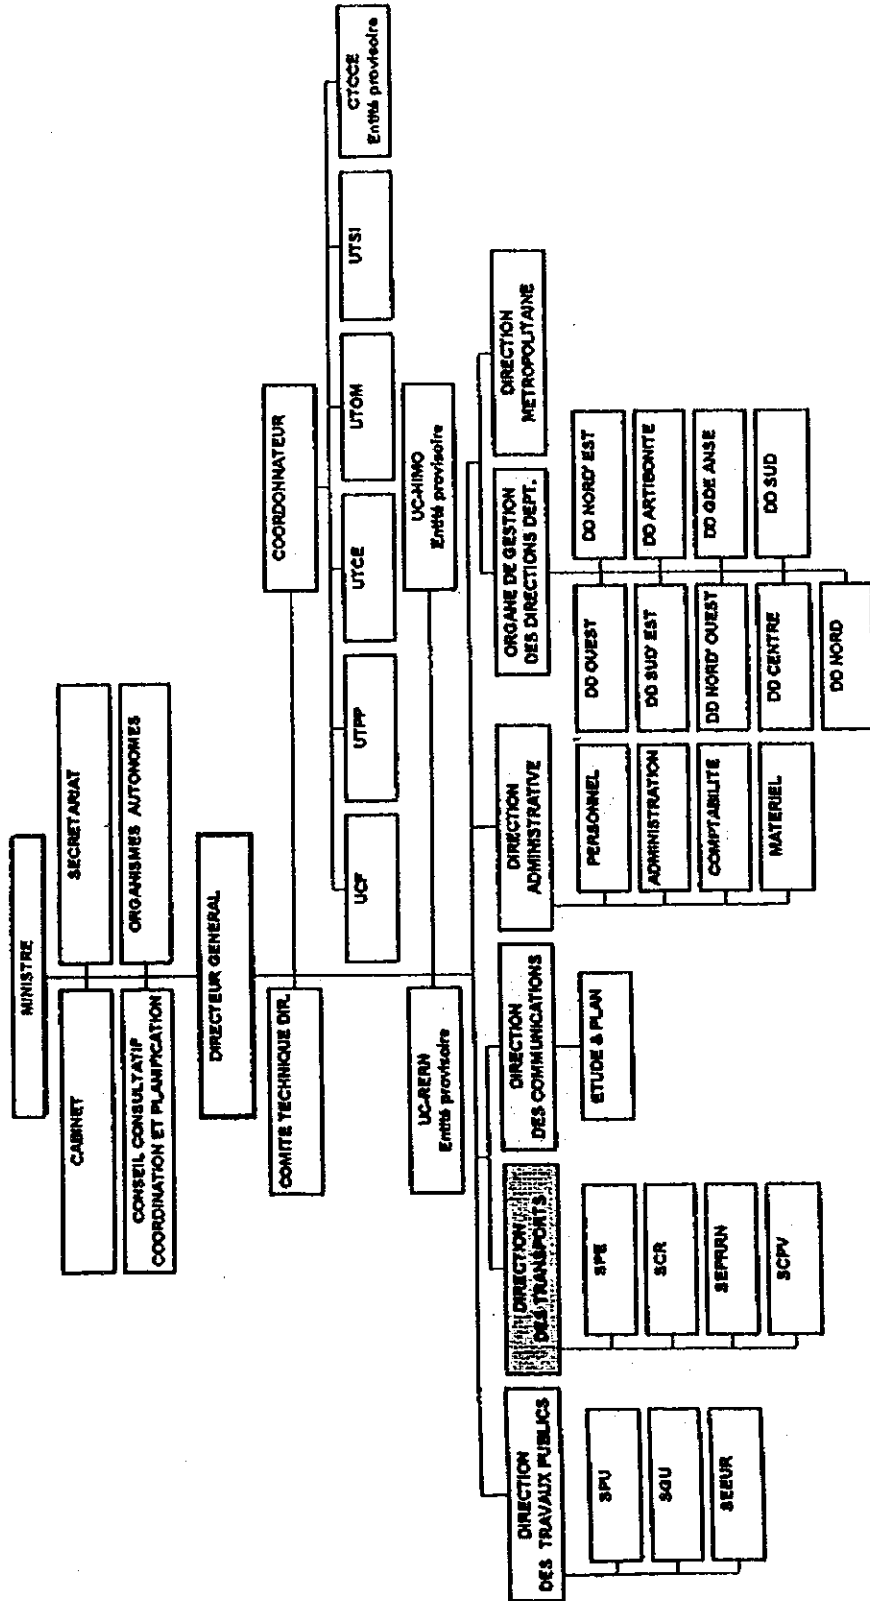 MINISTRE
CABINET
SECRETARIAT
CONSEIL CONSULTATIF
COORDINATION ET PLANIFICATION
ORGANISMES AUTONOMES
DIRECTEUR GENERAL
COMITE TECHNIQUE DIR.
COORDONNATEUR
UCF
UTPP
UTCE
UTOM
UTSI
CTCCE
Entité provisoire
UC-RERN
Entité provisoire
UC-HIMO
Entité provisoire
DIRECTION
DES TRAVAUX PUBLICS
DIRECTION
DES TRANSPORTS
DIRECTION
DES COMMUNICATIONS
DIRECTION
ADMINISTRATIVE
ORGANE DE GESTION
DES DIRECTIONS DEPT.
DIRECTION
METROPOLITAINE
SPU
SGU
SEEUR
SPE
SCR
SEPRRN
SCPV
ETUDE & PLAN
PERSONNEL
ADMINISTRATION
COMPTABILITE
MATERIEL
DD OUEST
DD NORD' EST
DD SUD' EST
DD ARTIBONITE
DD NORD' OUEST
DD GDE ANSE
DD CENTRE
DD SUD
DD NORD